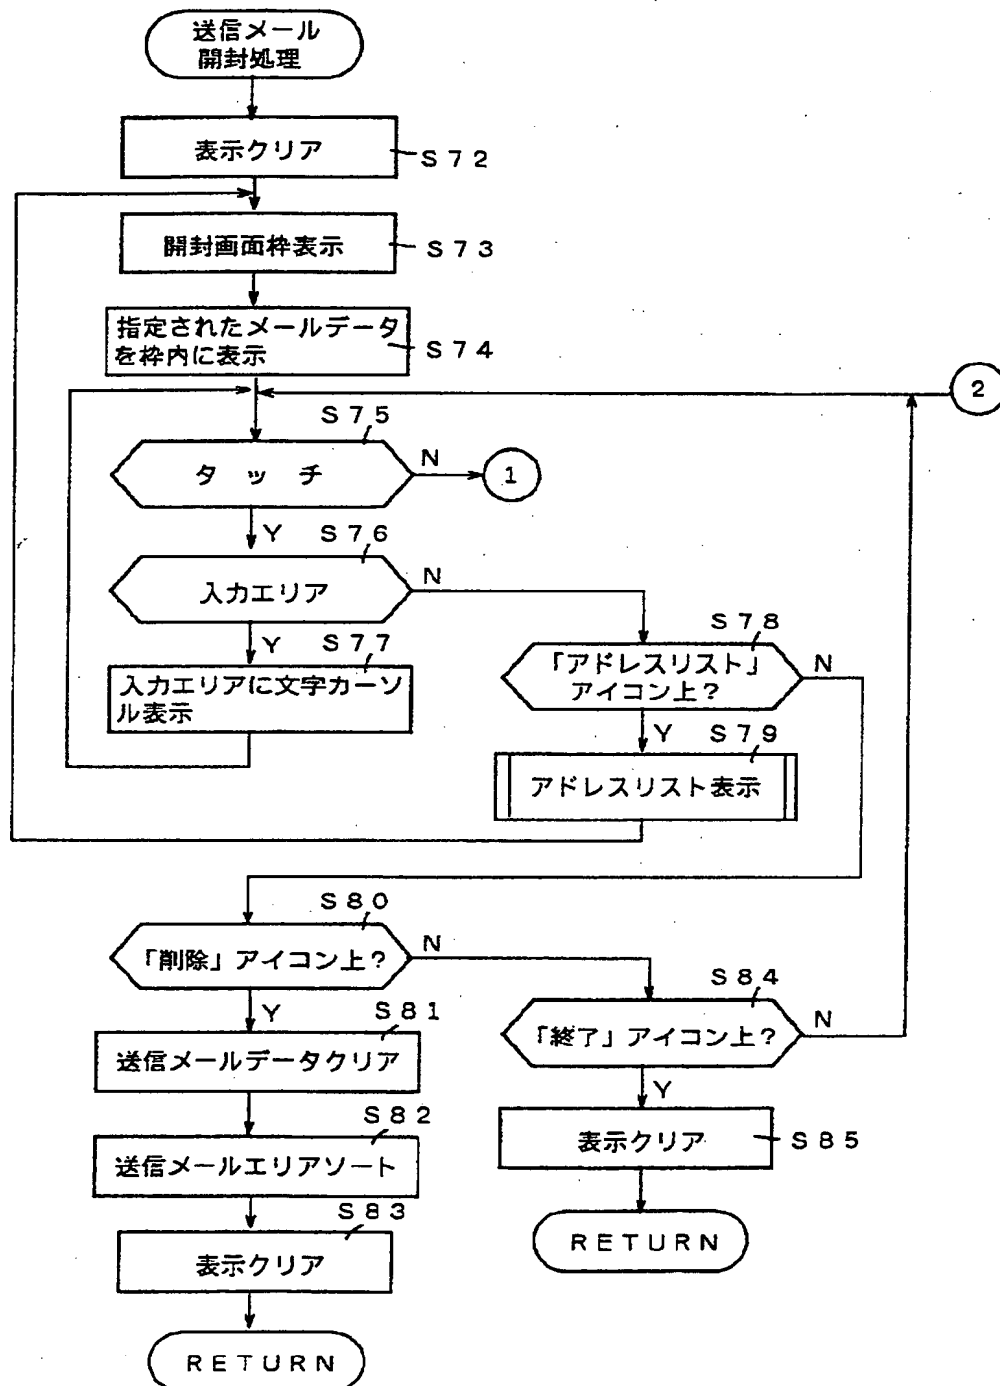 送信メール
開封処理
表示クリア
S72
開封画面枠表示
S73
指定されたメールデータ
を枠内に表示
S74
2
S75
タッチ
N
1
Y
S76
入力エリア
N
Y
S77
入力エリアに文字カーソ
ル表示
S78
「アドレスリスト」
アイコン上?
N
Y
S79
アドレスリスト表示
S80
「削除」アイコン上?
N
Y
S81
送信メールデータクリア
S82
送信メールエリアソート
S83
表示クリア
RETURN
S84
「終了」アイコン上?
N
Y
表示クリア
S85
RETURN